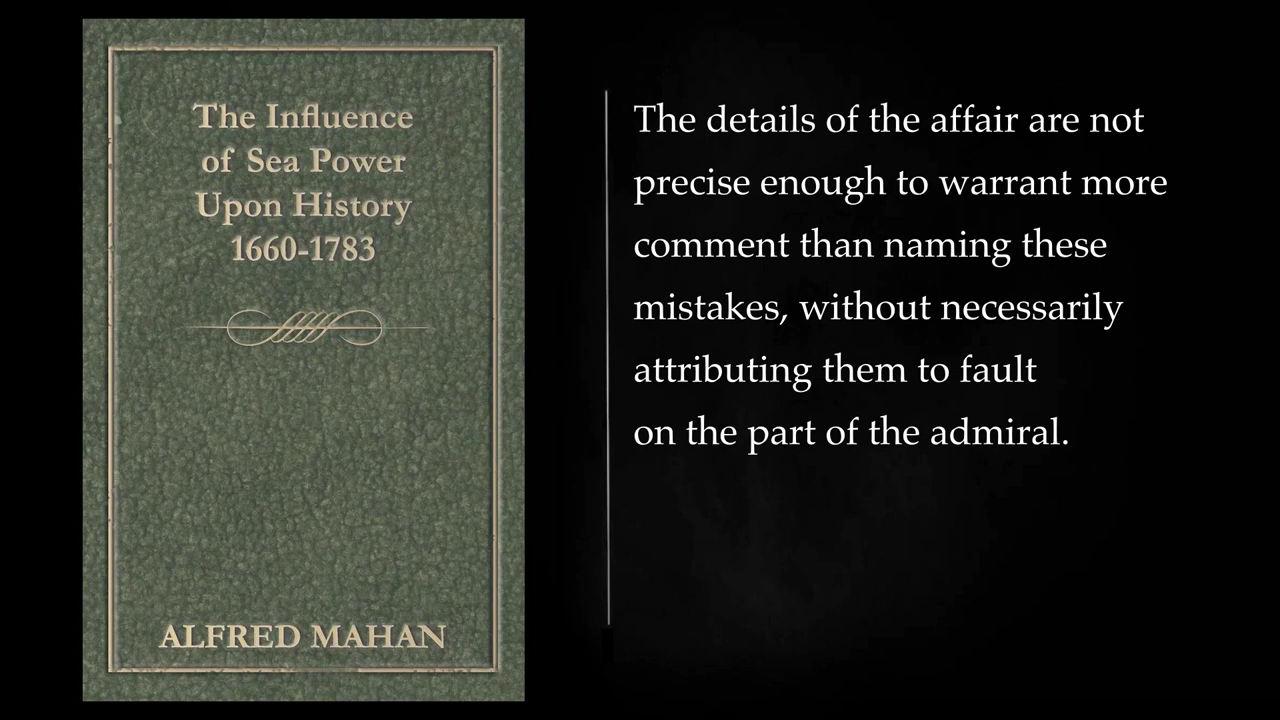 The Influence
of Sea Power
Upon History
1660-1783
ALFRED MAHAN
The details of the affair are not
precise enough to warrant more
comment than naming these
mistakes, without necessarily
attributing them to fault
on the part of the admiral.